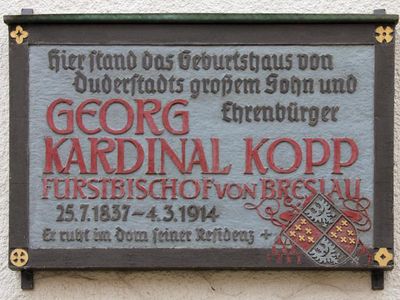 Hier stand das Geburtshaus von
Duderstadts großem Sohn und
GEORG Ehrenbürger
KARDINAL KOPP
FÜRSTBISCHOF VON BRESLAU
25.7.1837 – 4.3.1914
Er ruht im dom seiner Residenz +